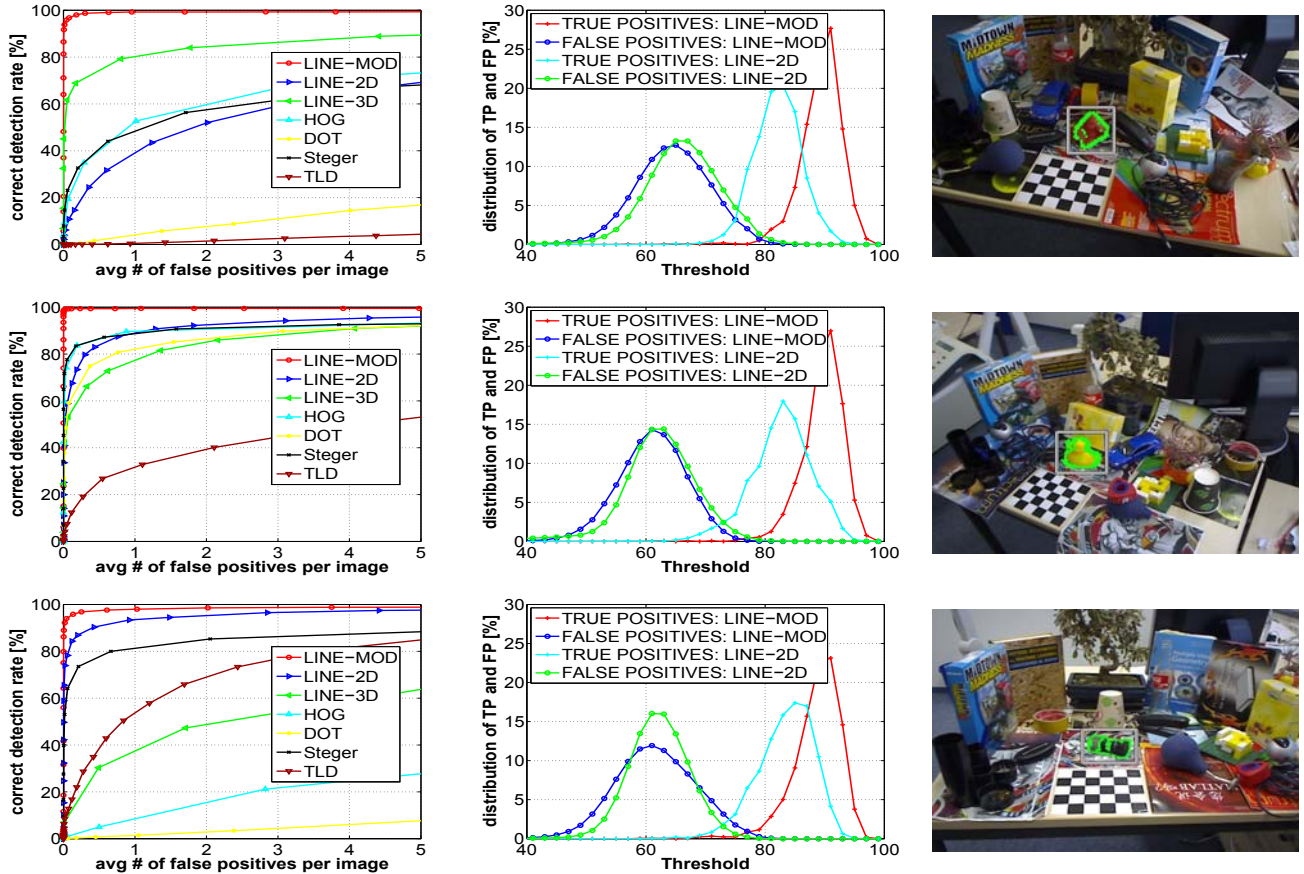 correct detection rate [%]
100
80
60
40
20
0
0 1 2 3 4 5
avg # of false positives per image
LINE−MOD
LINE−2D
LINE−3D
HOG
DOT
Steger
TLD
distribution of TP and FP [%]
30%
25%
20%
15%
10%
5%
0%
40 60 80 100
Threshold
TRUE POSITIVES: LINE−MOD
FALSE POSITIVES: LINE−MOD
TRUE POSITIVES: LINE−2D
FALSE POSITIVES: LINE−2D
MIDTOWN
MADNESS
correct detection rate [%]
100
80
60
40
20
0
0 1 2 3 4 5
avg # of false positives per image
LINE−MOD
LINE−2D
LINE−3D
HOG
DOT
Steger
TLD
distribution of TP and FP [%]
30%
25%
20%
15%
10%
5%
0%
40 60 80 100
Threshold
TRUE POSITIVES: LINE−MOD
FALSE POSITIVES: LINE−MOD
TRUE POSITIVES: LINE−2D
FALSE POSITIVES: LINE−2D
MIDTOWN
MADNESS
correct detection rate [%]
100
80
60
40
20
0
0 1 2 3 4 5
avg # of false positives per image
LINE−MOD
LINE−2D
LINE−3D
HOG
DOT
Steger
TLD
distribution of TP and FP [%]
30%
25%
20%
15%
10%
5%
0%
40 60 80 100
Threshold
TRUE POSITIVES: LINE−MOD
FALSE POSITIVES: LINE−MOD
TRUE POSITIVES: LINE−2D
FALSE POSITIVES: LINE−2D
MIDTOWN
MADNESS
MATLAB